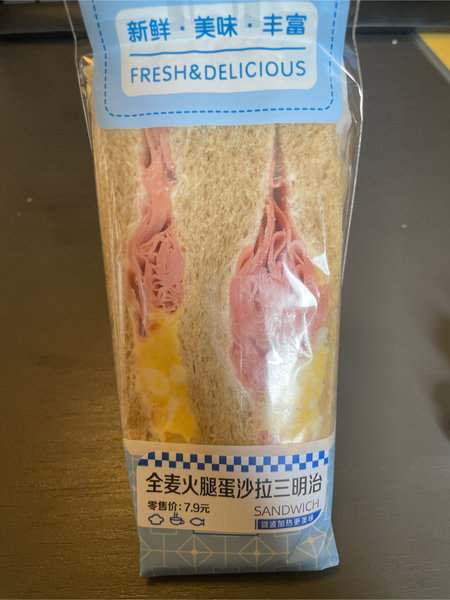 新鲜·美味·丰富
FRESH&DELICIOUS
全麦火腿蛋沙拉三明治
零售价:7.9元
SANDWICH
微波加热更美味